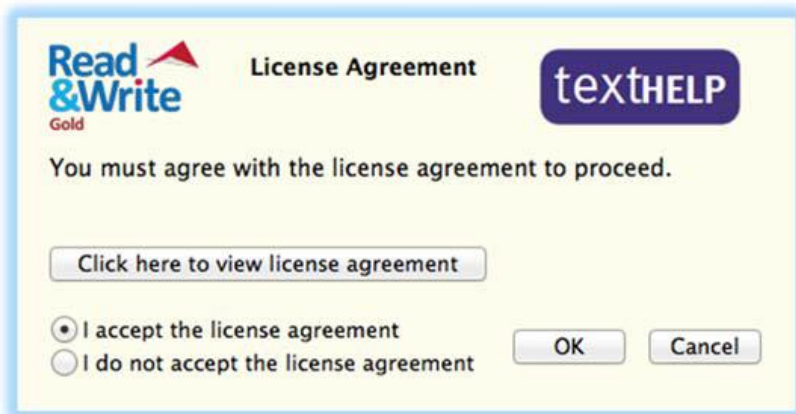 Read
&Write
Gold
License Agreement
textHELP
You must agree with the license agreement to proceed.
Click here to view license agreement
I accept the license agreement
I do not accept the license agreement
OK
Cancel